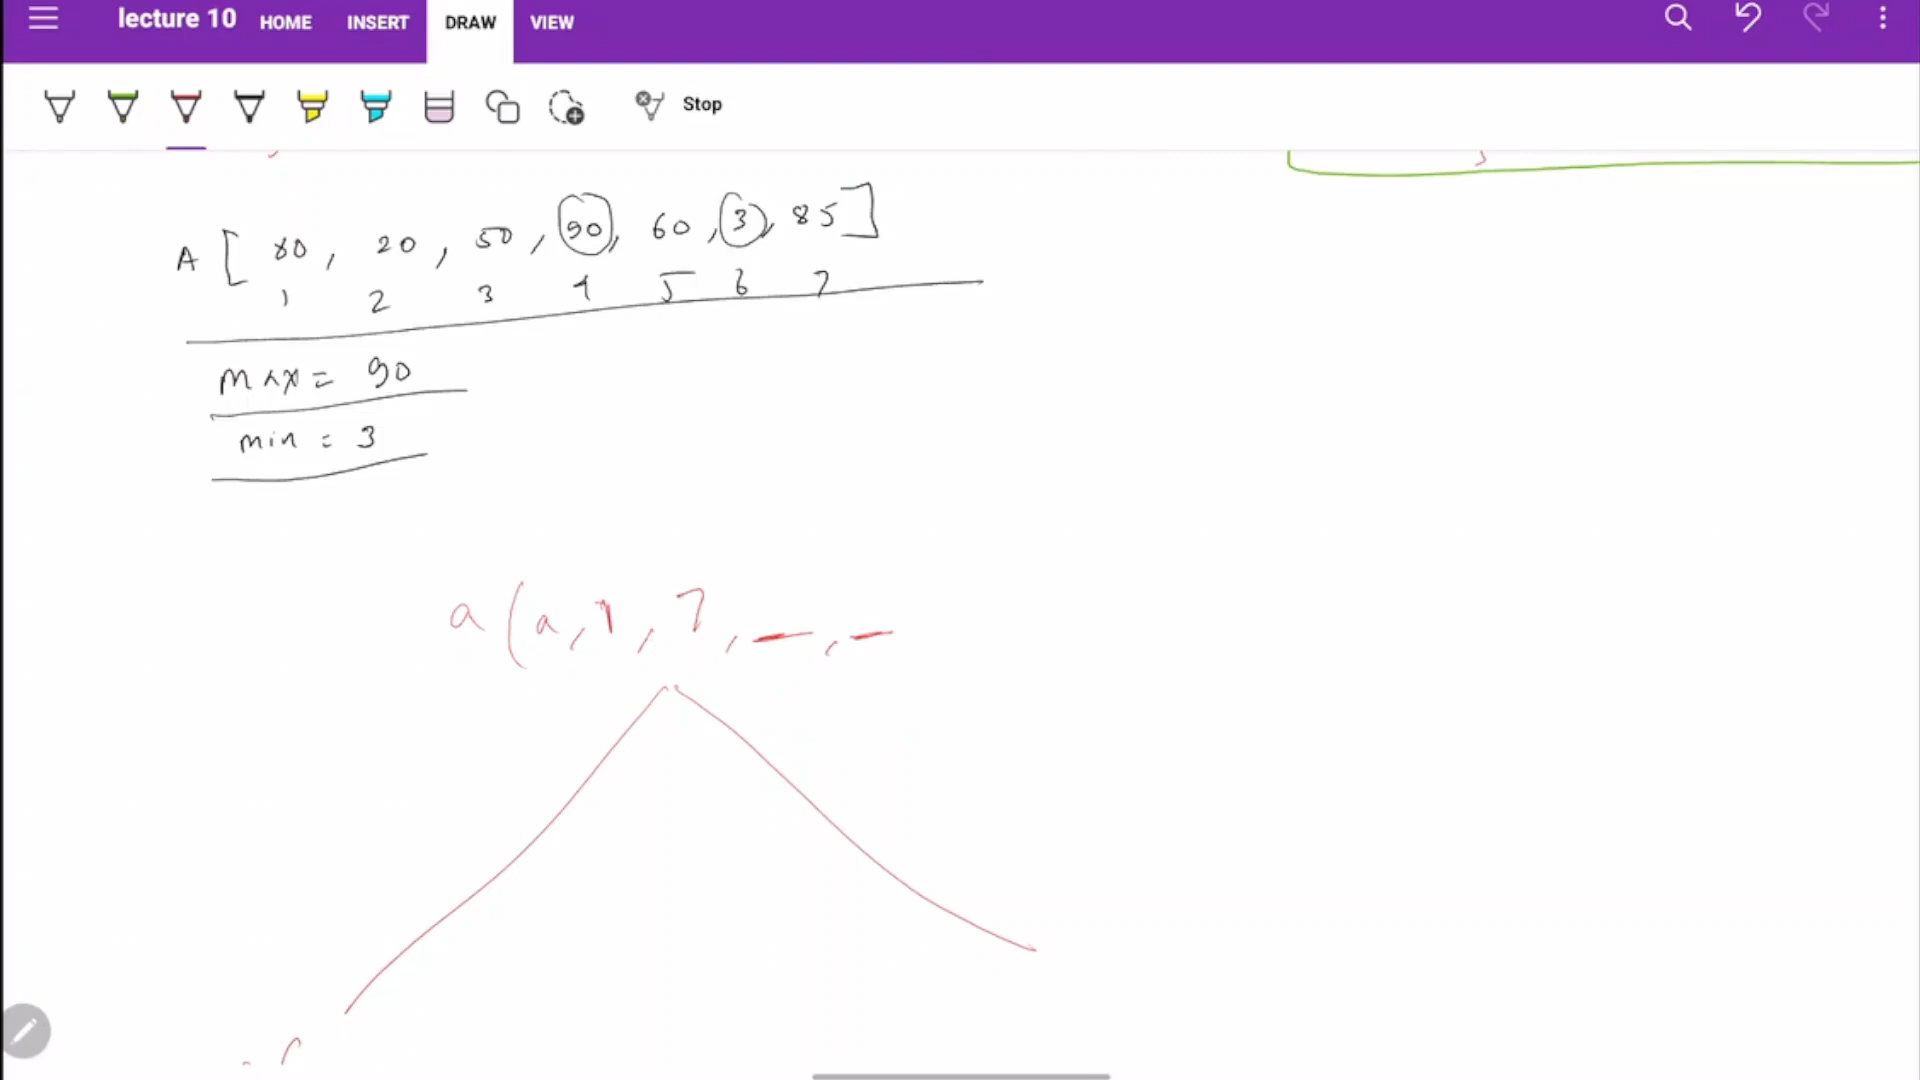 lecture 10 HOME INSERT DRAW VIEW
Stop
A [ 80, 20, 50, 90, 60, 3, 85]
1 2 3 4 5 6 7
max = 90
min = 3
a(a, 1, 7, —, —